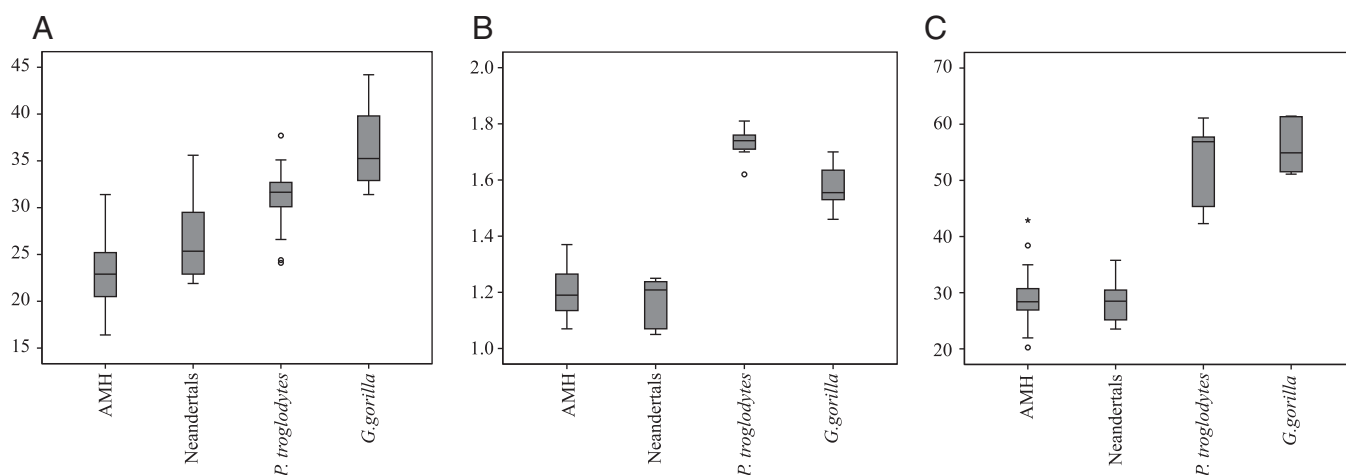 A
45
40
35
30
25
20
15
AMH
Neandertals
P. troglodytes
G.gorilla
B
2.0
1.8
1.6
1.4
1.2
1.0
AMH
Neandertals
P. troglodytes
G.gorilla
C
70
60
50
40
30
20
AMH
Neandertals
P. troglodytes
G.gorilla